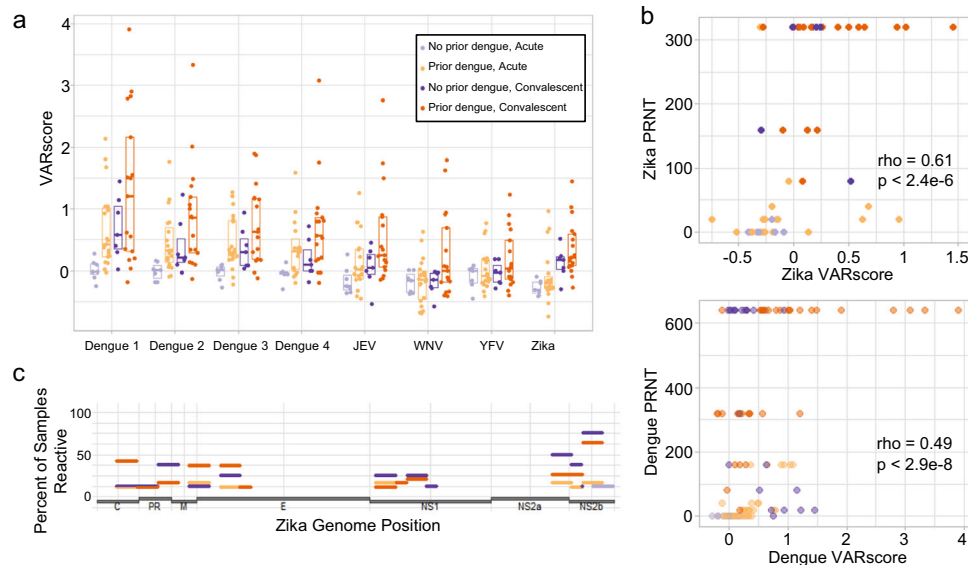 a
VARscore
4
3
2
1
0
No prior dengue, Acute
Prior dengue, Acute
No prior dengue, Convalescent
Prior dengue, Convalescent
Dengue 1 Dengue 2 Dengue 3 Dengue 4 JEV WNV YFV Zika
b
Zika PRNT
300
200
100
0
rho = 0.61
p < 2.4e-6
-0.5 0 0.5 1 1.5
Zika VARscore
Dengue PRNT
600
400
200
0
rho = 0.49
p < 2.9e-8
0 1 2 3 4
Dengue VARscore
c
Percent of Samples
Reactive
100
50
0
C PR M E NS1 NS2a NS2b
Zika Genome Position